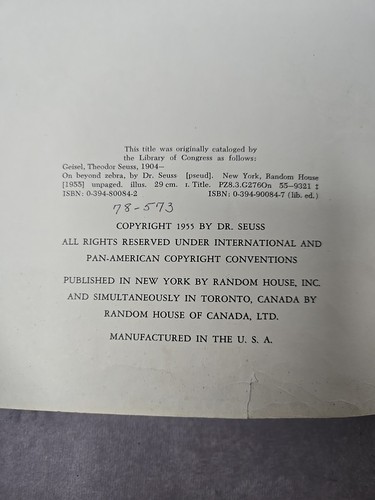 This title was originally cataloged by
the Library of Congress as follows:
Geisel, Theodor Seuss, 1904–
On beyond zebra, by Dr. Seuss [pseud]. New York, Random House
[1955] unpaged. illus. 29 cm. I. Title. PZ8.3.G276On 55–9321 ‡
ISBN: 0-394-80084-2 ISBN: 0-394-90084-7 (lib. ed.)
78-573
COPYRIGHT 1955 BY DR. SEUSS
ALL RIGHTS RESERVED UNDER INTERNATIONAL AND
PAN-AMERICAN COPYRIGHT CONVENTIONS
PUBLISHED IN NEW YORK BY RANDOM HOUSE, INC.
AND SIMULTANEOUSLY IN TORONTO, CANADA BY
RANDOM HOUSE OF CANADA, LTD.
MANUFACTURED IN THE U. S. A.